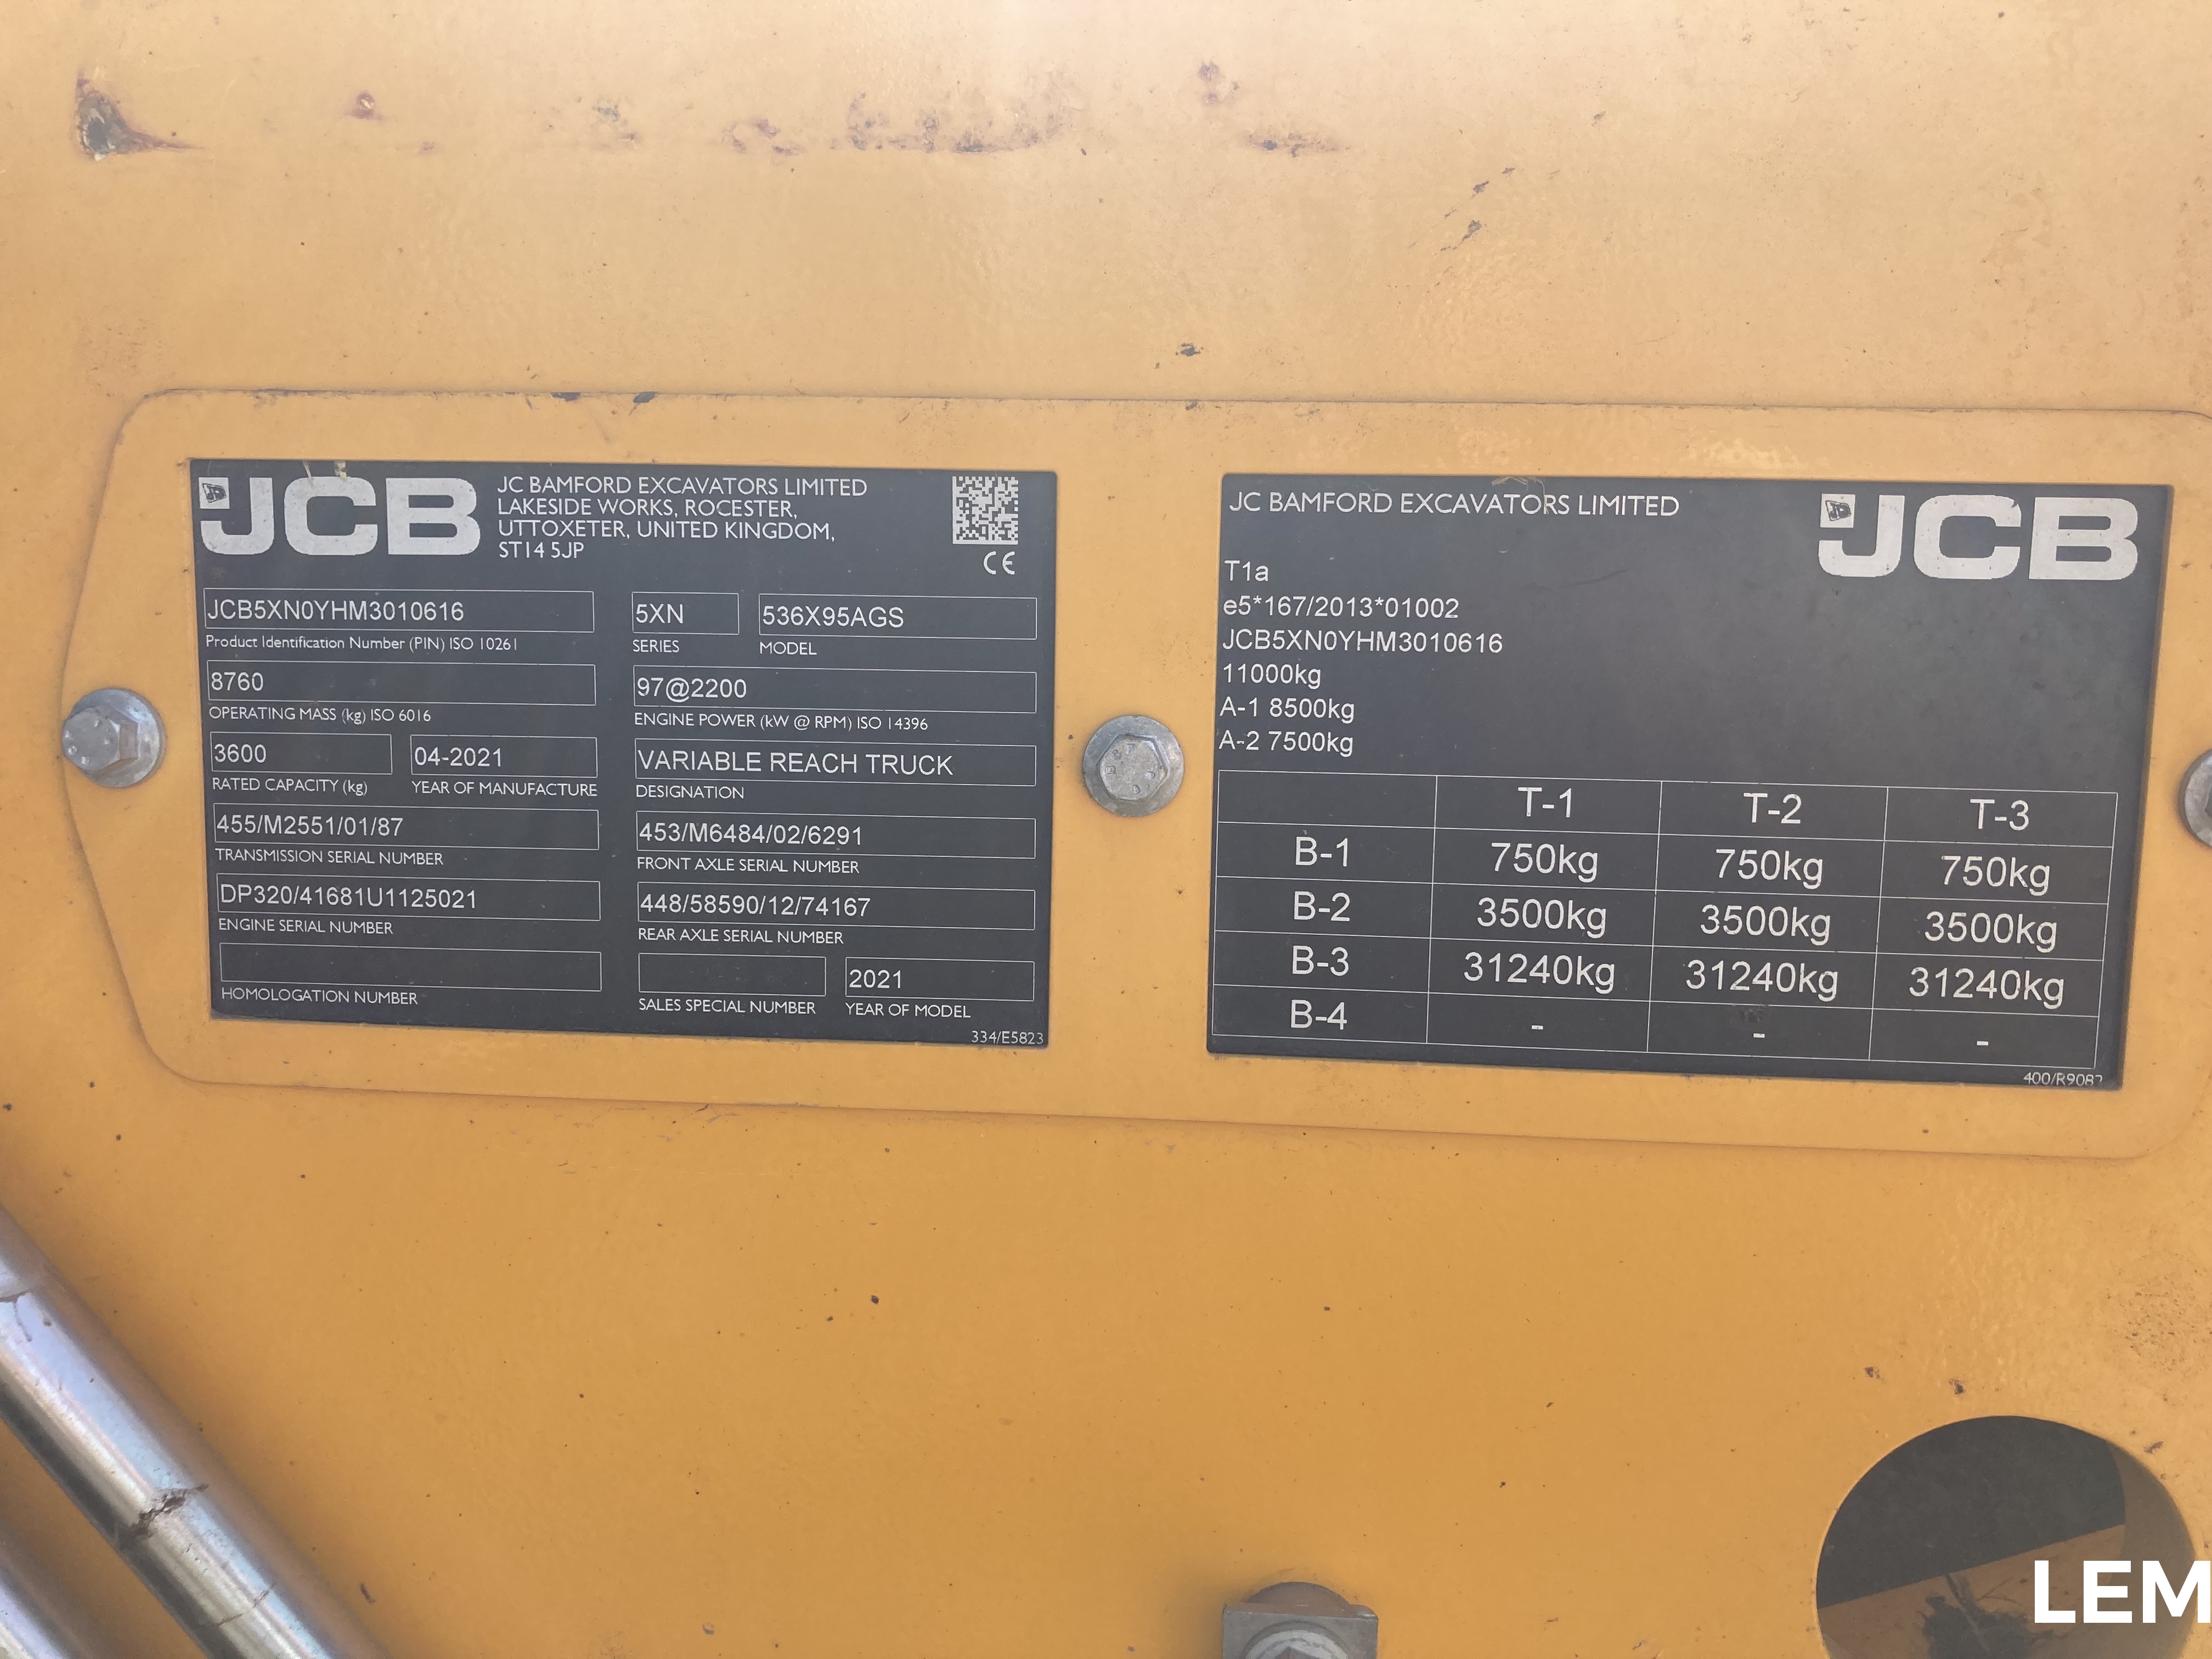 JCB
JC BAMFORD EXCAVATORS LIMITED
LAKESIDE WORKS, ROCESTER,
UTTOXETER, UNITED KINGDOM,
ST14 5JP
CE
JCB5XN0YHM3010616
Product Identification Number (PIN) ISO 10261
5XN
SERIES
536X95AGS
MODEL
8760
OPERATING MASS (kg) ISO 6016
97@2200
ENGINE POWER (kW @ RPM) ISO 14396
3600
RATED CAPACITY (kg)
04-2021
YEAR OF MANUFACTURE
VARIABLE REACH TRUCK
DESIGNATION
455/M2551/01/87
TRANSMISSION SERIAL NUMBER
453/M6484/02/6291
FRONT AXLE SERIAL NUMBER
DP320/41681U1125021
ENGINE SERIAL NUMBER
448/58590/12/74167
REAR AXLE SERIAL NUMBER
HOMOLOGATION NUMBER
SALES SPECIAL NUMBER
2021
YEAR OF MODEL
334/E5823
JC BAMFORD EXCAVATORS LIMITED
JCB
T1a
e5*167/2013*01002
JCB5XN0YHM3010616
11000kg
A-1 8500kg
A-2 7500kg
T-1 T-2 T-3
B-1 750kg 750kg 750kg
B-2 3500kg 3500kg 3500kg
B-3 31240kg 31240kg 31240kg
B-4 - - -
LEM